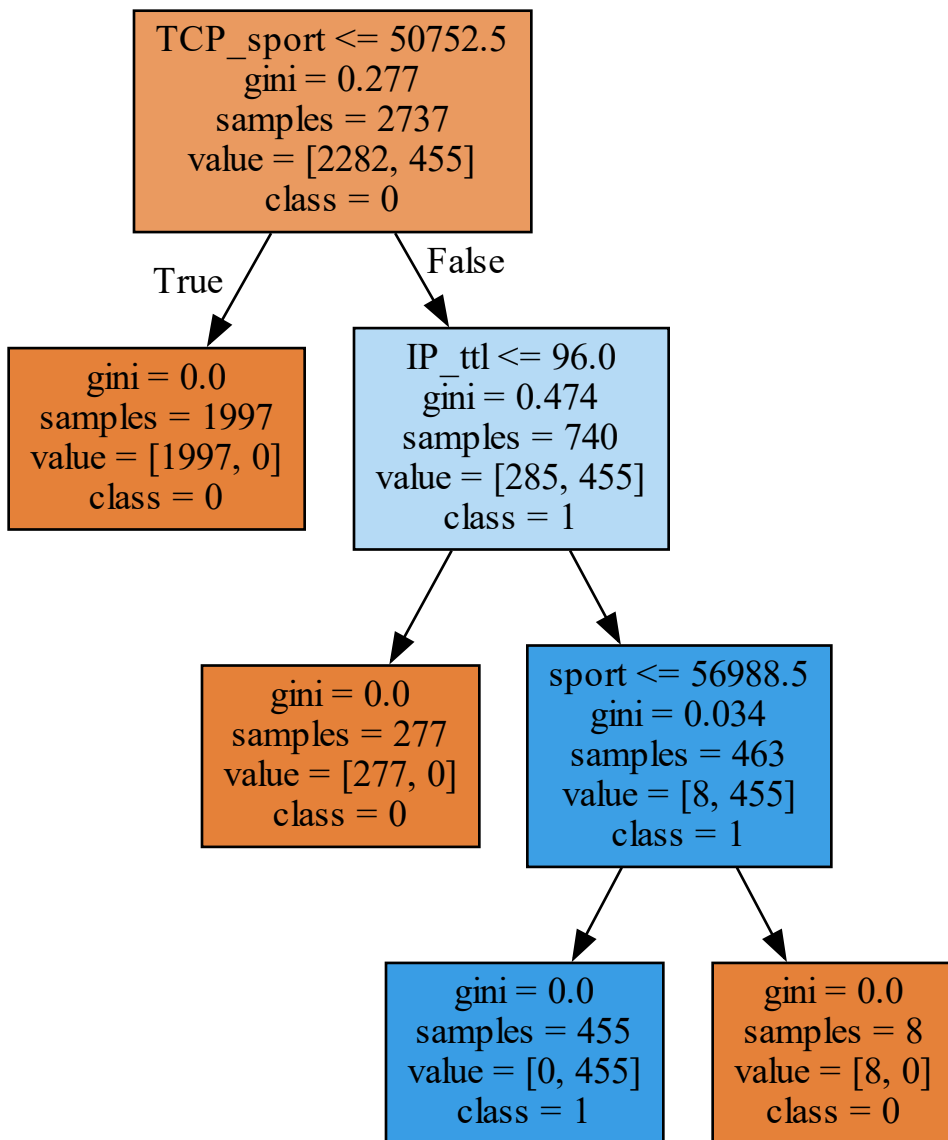 TCP_sport <= 50752.5
gini = 0.277
samples = 2737
value = [2282, 455]
class = 0
True
False
gini = 0.0
samples = 1997
value = [1997, 0]
class = 0
IP_ttl <= 96.0
gini = 0.474
samples = 740
value = [285, 455]
class = 1
gini = 0.0
samples = 277
value = [277, 0]
class = 0
sport <= 56988.5
gini = 0.034
samples = 463
value = [8, 455]
class = 1
gini = 0.0
samples = 455
value = [0, 455]
class = 1
gini = 0.0
samples = 8
value = [8, 0]
class = 0